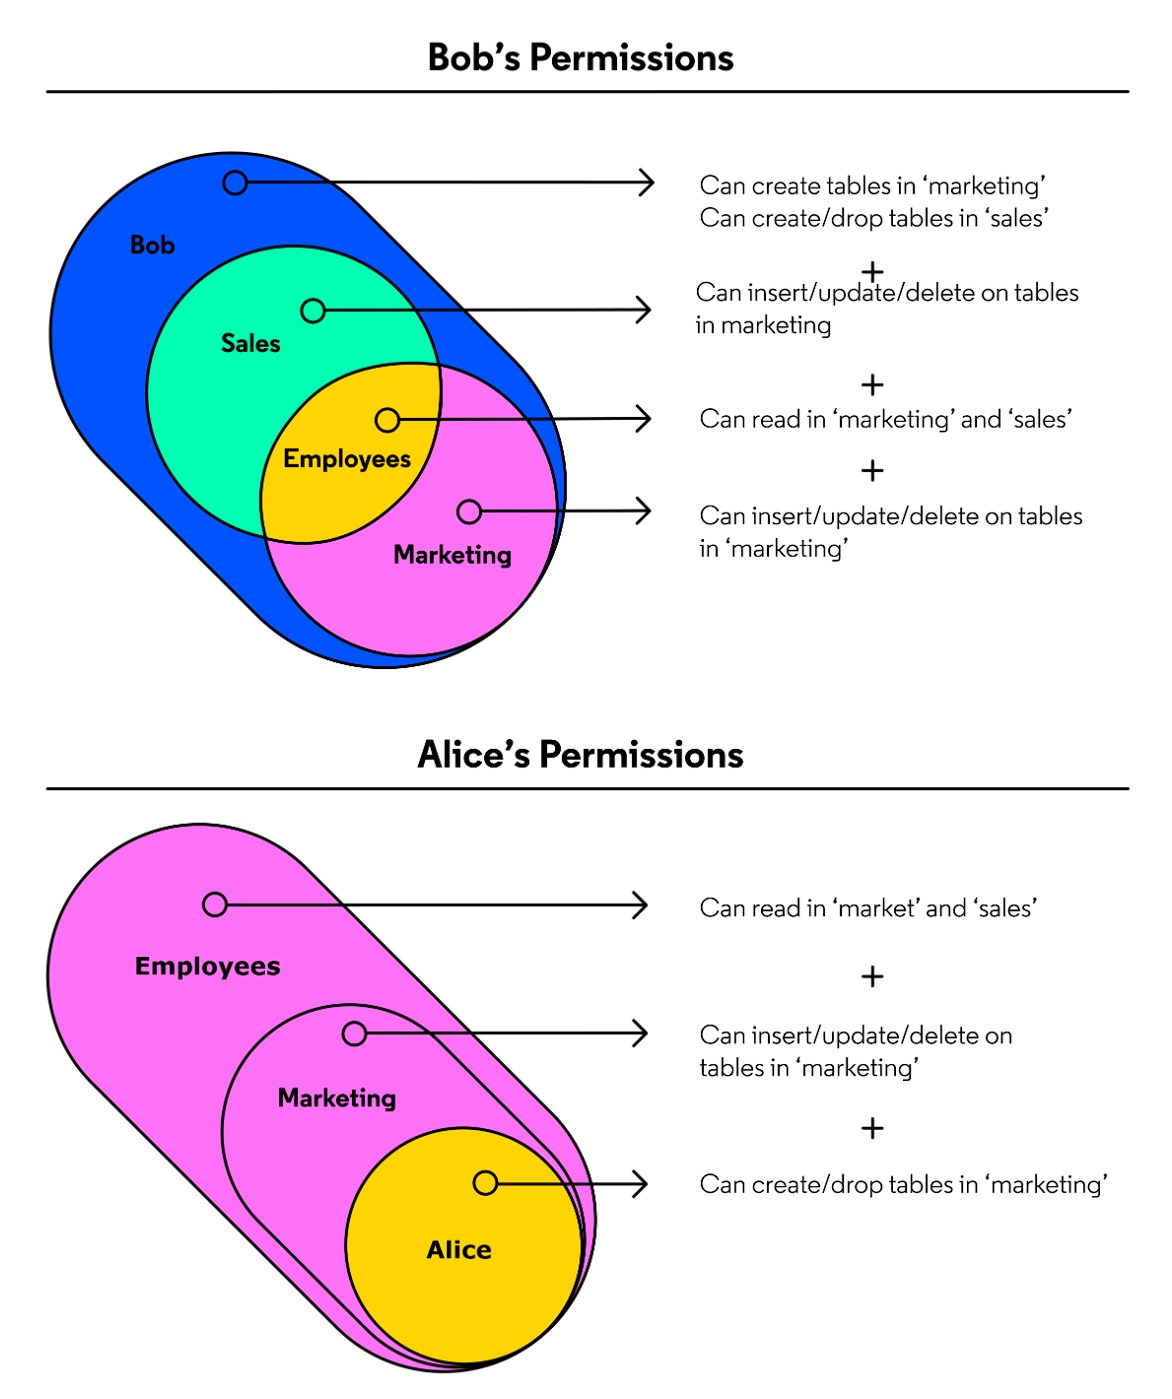 Bob’s Permissions
Bob
Can create tables in ‘marketing’
Can create/drop tables in ‘sales’
+
Sales
Can insert/update/delete on tables
in marketing
+
Employees
Can read in ‘marketing’ and ‘sales’
+
Marketing
Can insert/update/delete on tables
in ‘marketing’
Alice’s Permissions
Employees
Can read in ‘market’ and ‘sales’
+
Marketing
Can insert/update/delete on
tables in ‘marketing’
+
Alice
Can create/drop tables in ‘marketing’